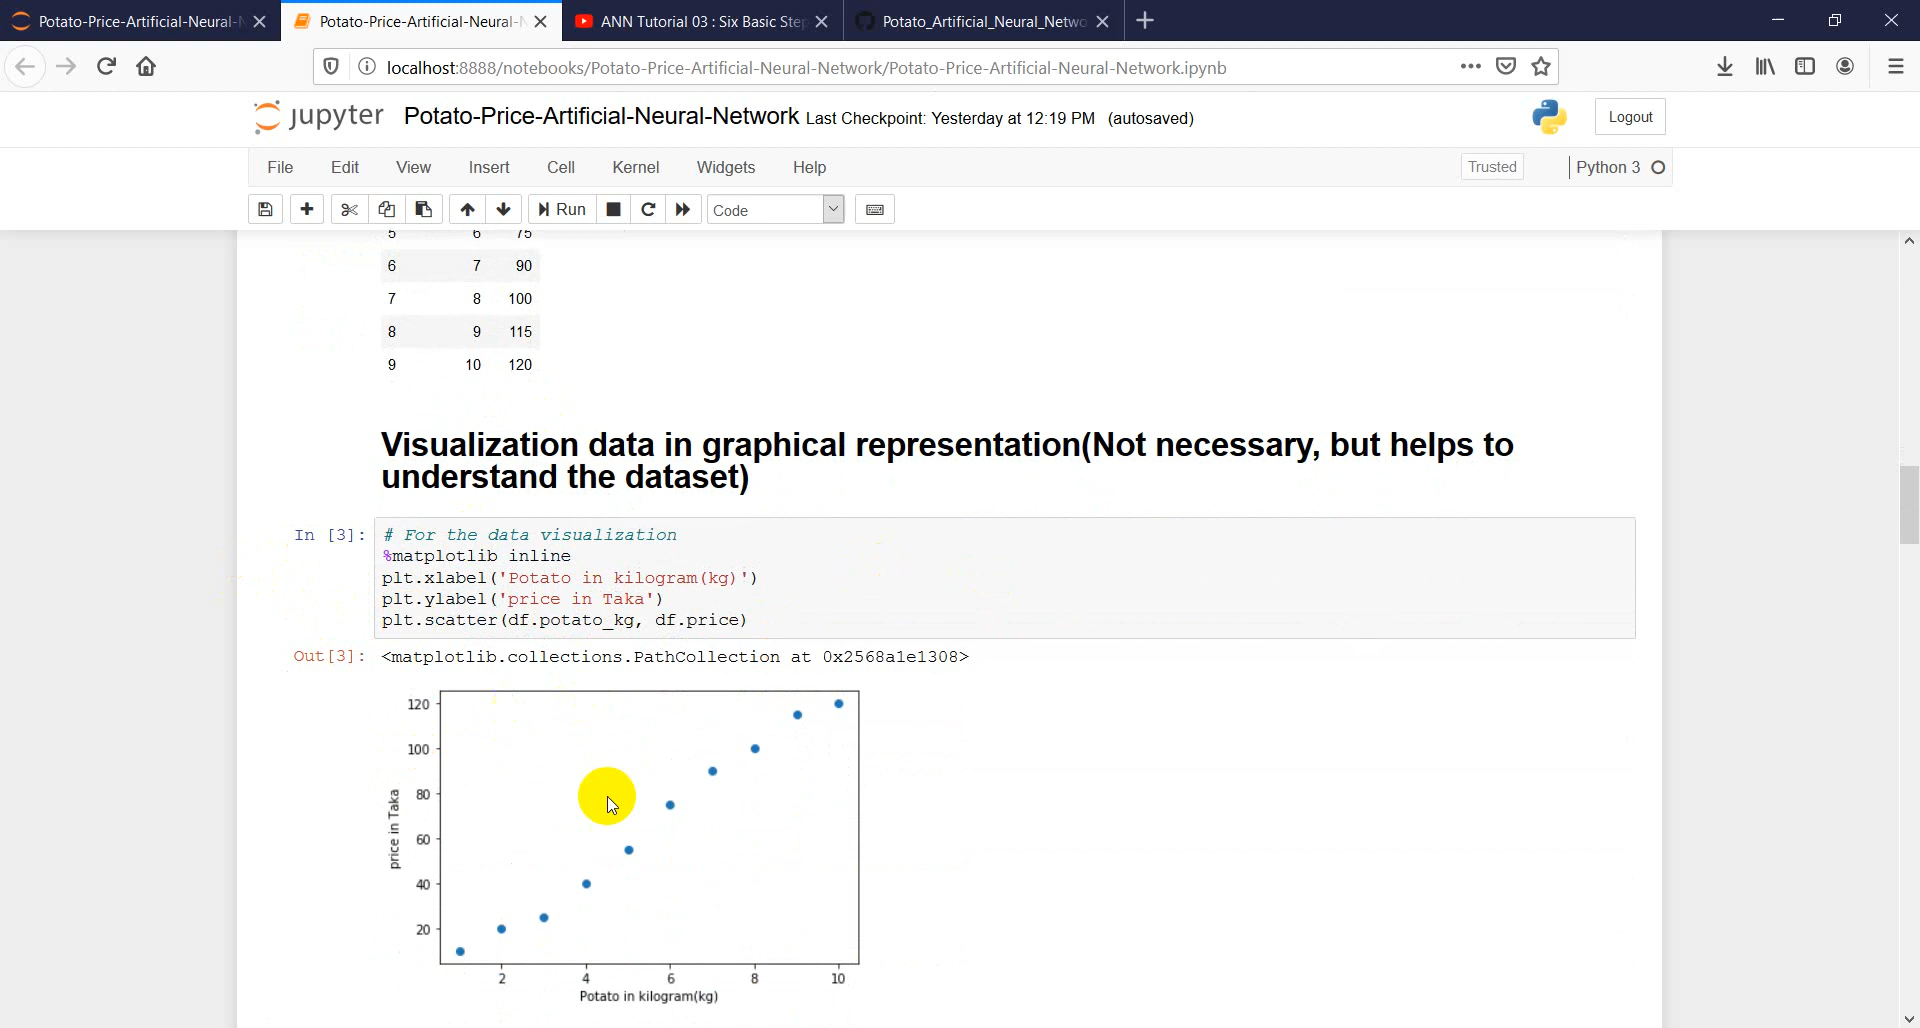 Potato-Price-Artificial-Neural-N
Potato-Price-Artificial-Neural-N
ANN Tutorial 03 : Six Basic Step
Potato_Artificial_Neural_Netwo
localhost:8888/notebooks/Potato-Price-Artificial-Neural-Network/Potato-Price-Artificial-Neural-Network.ipynb
jupyter Potato-Price-Artificial-Neural-Network Last Checkpoint: Yesterday at 12:19 PM (autosaved)
Logout
File Edit View Insert Cell Kernel Widgets Help
Trusted
Python 3
Run
Code
5 6 75
6 7 90
7 8 100
8 9 115
9 10 120
Visualization data in graphical representation(Not necessary, but helps to
understand the dataset)
In [3]: # For the data visualization
%matplotlib inline
plt.xlabel('Potato in kilogram(kg)')
plt.ylabel('price in Taka')
plt.scatter(df.potato_kg, df.price)
Out[3]: <matplotlib.collections.PathCollection at 0x2568a1e1308>
120
100
80
60
40
20
price in Taka
2 4 6 8 10
Potato in kilogram(kg)